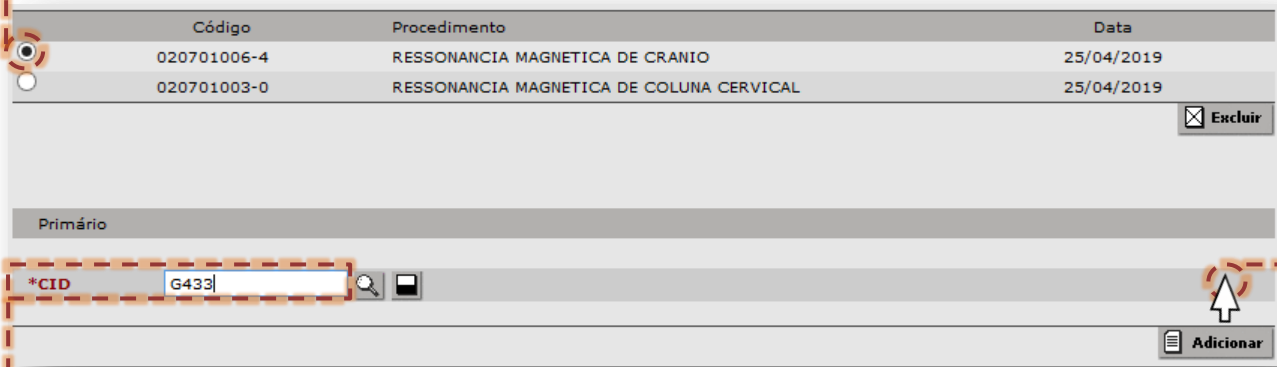 Código Procedimento Data
020701006-4 RESSONANCIA MAGNETICA DE CRANIO 25/04/2019
020701003-0 RESSONANCIA MAGNETICA DE COLUNA CERVICAL 25/04/2019
Excluir
Primário
*CID G433
Adicionar